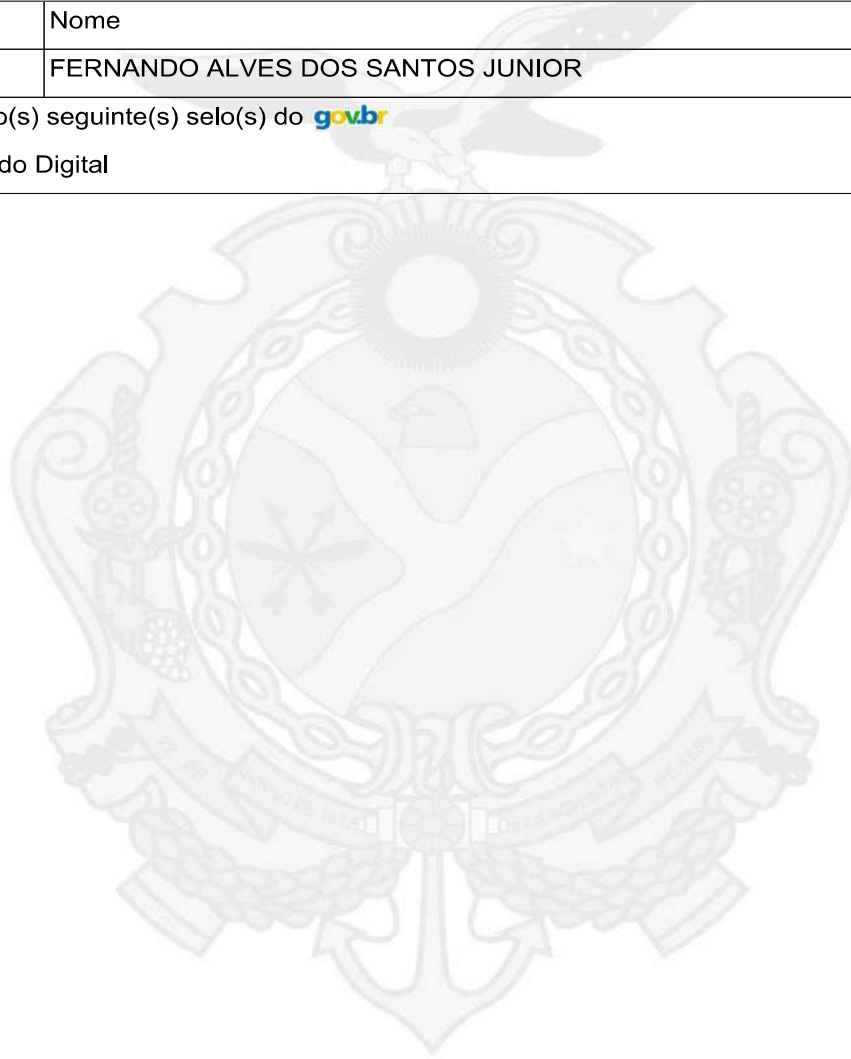 Nome
FERNANDO ALVES DOS SANTOS JUNIOR
o(s) seguinte(s) selo(s) do gov.br
do Digital